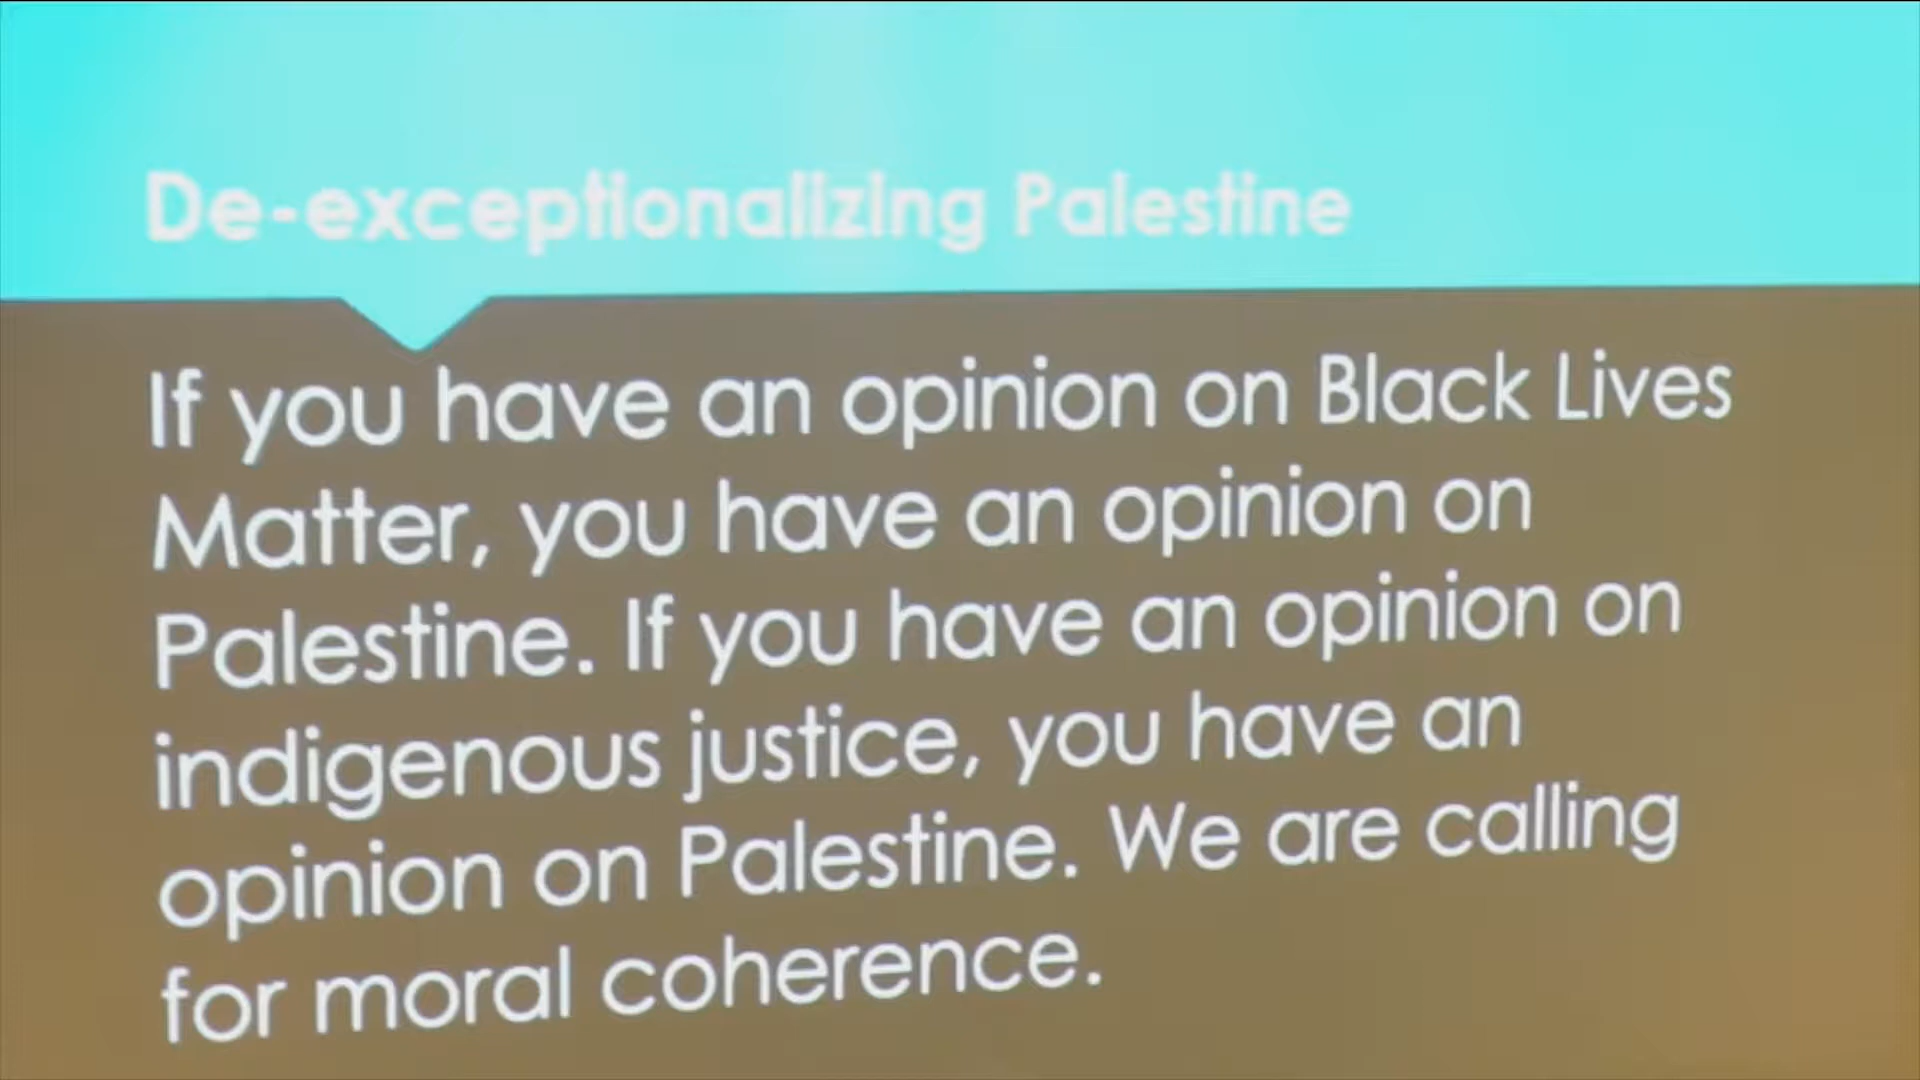 De-exceptionalizing Palestine
If you have an opinion on Black Lives
Matter, you have an opinion on
Palestine. If you have an opinion on
indigenous justice, you have an
opinion on Palestine. We are calling
for moral coherence.